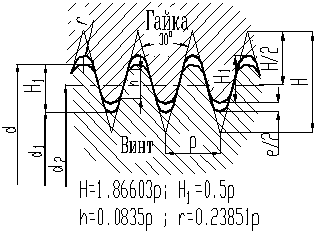 r
Гайка
30°
H₁
h
H₁
H/2
H
d
d₁
d₂
Винт
p
e/2
H=1.86603p; H₁=0.5p
h=0.0835p ; r=0.23851p